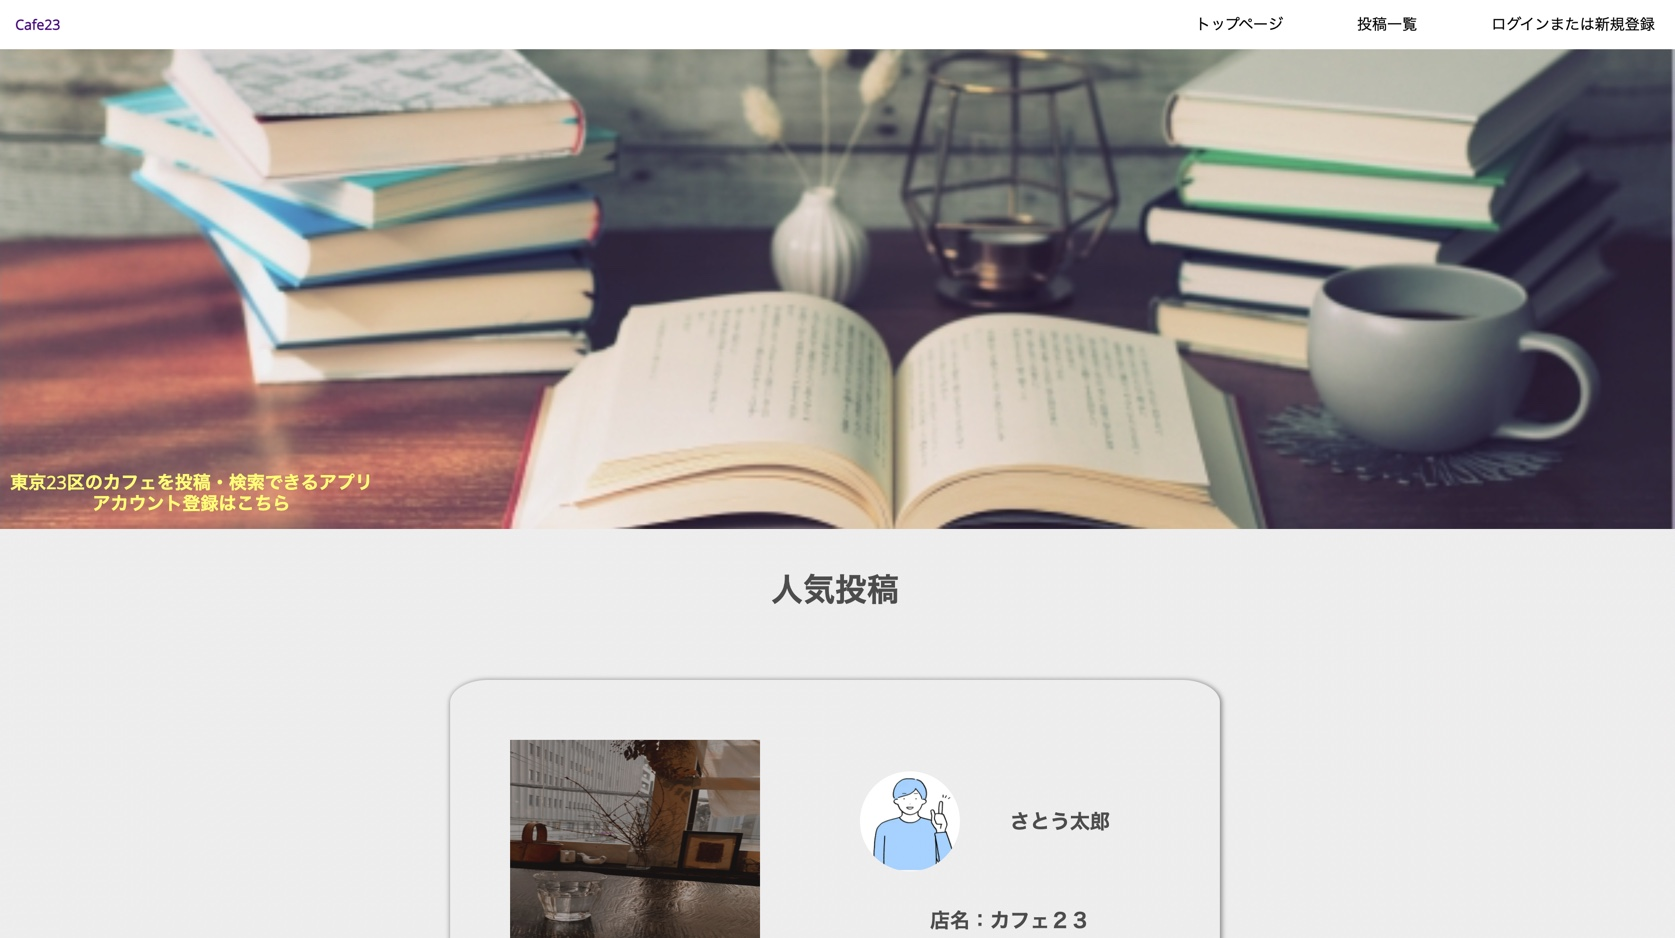 Cafe23
トップページ
投稿一覧
ログインまたは新規登録
東京23区のカフェを投稿・検索できるアプリ
アカウント登録はこちら
人気投稿
さとう太郎
店名：カフェ２３